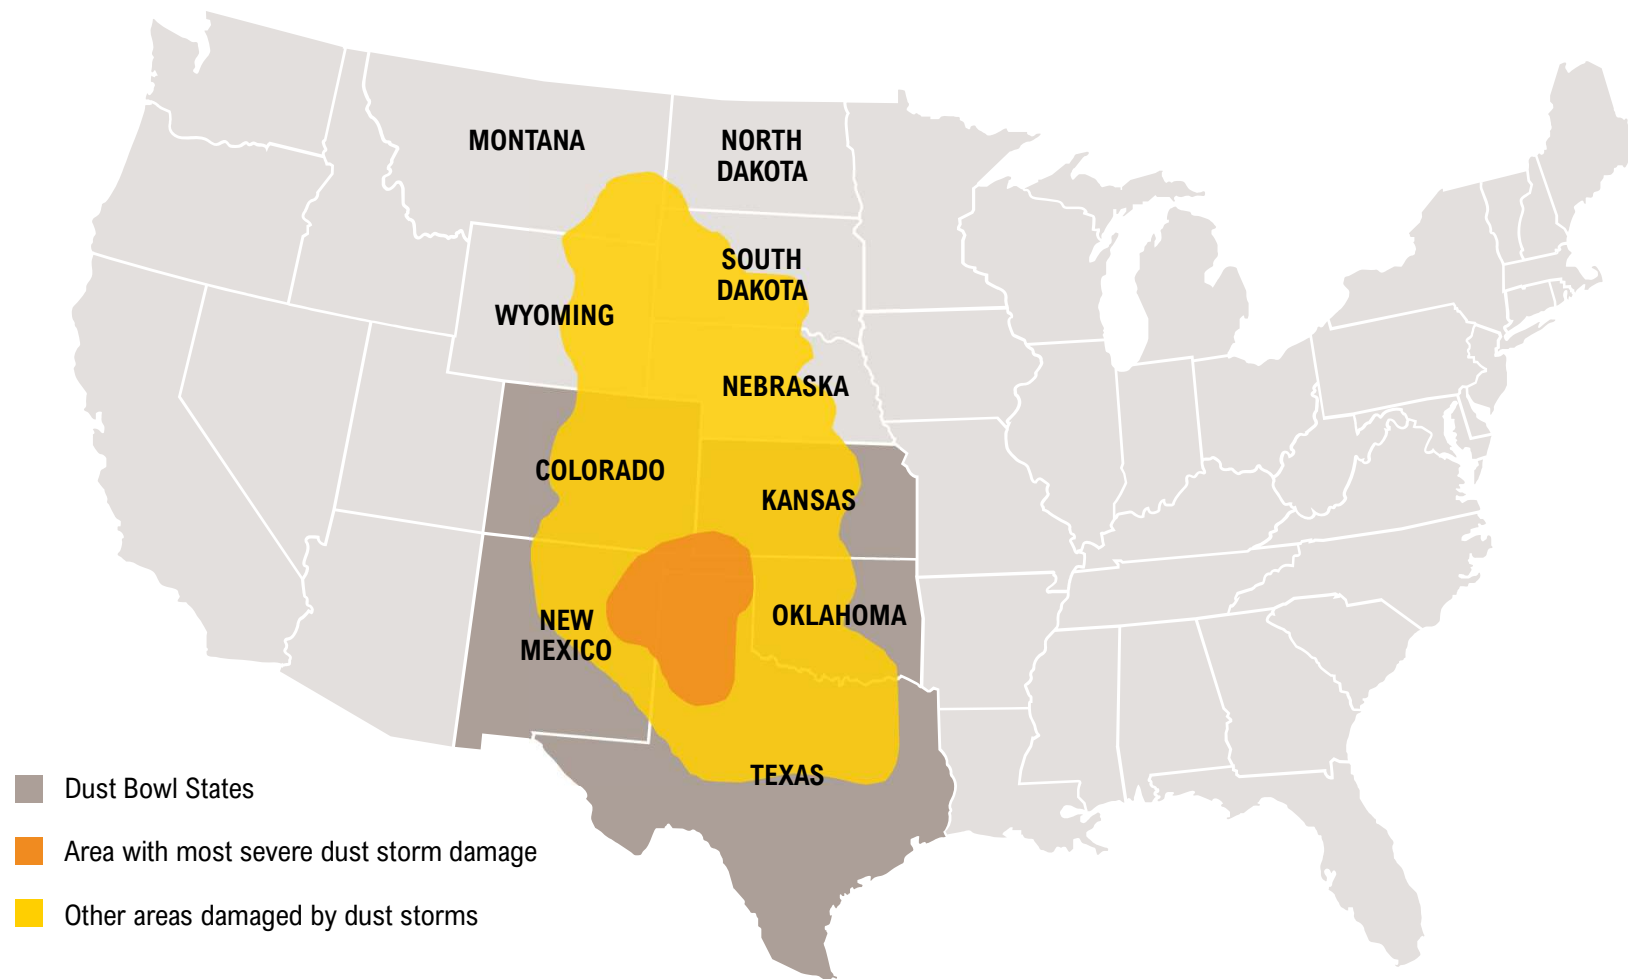 MONTANA
NORTH
DAKOTA
SOUTH
DAKOTA
WYOMING
NEBRASKA
COLORADO
KANSAS
NEW
MEXICO
OKLAHOMA
TEXAS
Dust Bowl States
Area with most severe dust storm damage
Other areas damaged by dust storms